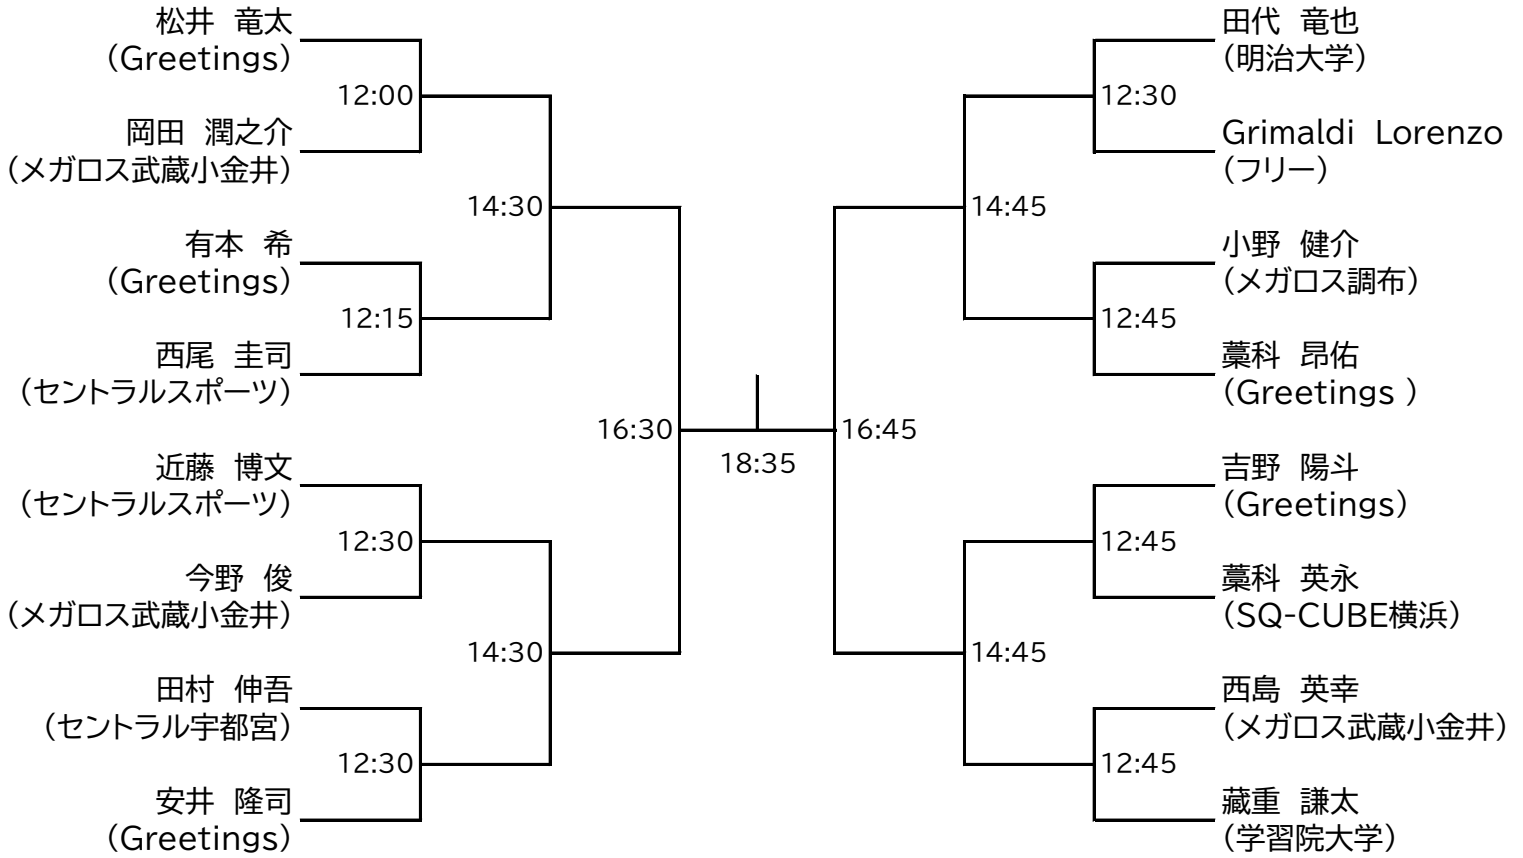 松井　竜太
（Greetings）
12:00
岡田　潤之介
（メガロス武蔵小金井）
14:30
有本　希
（Greetings）
12:15
西尾　圭司
（セントラルスポーツ）
16:30
近藤　博文
（セントラルスポーツ）
12:30
今野　俊
（メガロス武蔵小金井）
14:30
田村　伸吾
（セントラル宇都宮）
12:30
安井　隆司
（Greetings）
18:35
田代　竜也
（明治大学）
12:30
Grimaldi　Lorenzo
（フリー）
14:45
小野　健介
（メガロス調布）
12:45
藁科　昂佑
（Greetings ）
16:45
吉野　陽斗
（Greetings）
12:45
藁科　英永
（SQ-CUBE横浜）
14:45
西島　英幸
（メガロス武蔵小金井）
12:45
藏重　謙太
（学習院大学）